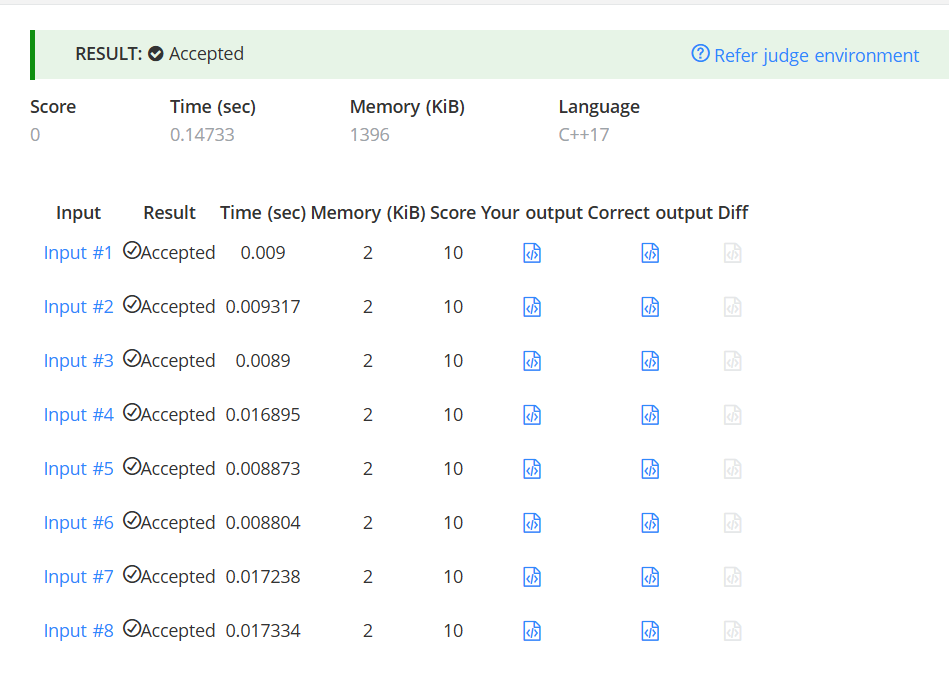 RESULT: Accepted Refer judge environment
Score Time (sec) Memory (KiB) Language
0 0.14733 1396 C++17
Input Result Time (sec) Memory (KiB) Score Your output Correct output Diff
Input #1 Accepted 0.009 2 10
Input #2 Accepted 0.009317 2 10
Input #3 Accepted 0.0089 2 10
Input #4 Accepted 0.016895 2 10
Input #5 Accepted 0.008873 2 10
Input #6 Accepted 0.008804 2 10
Input #7 Accepted 0.017238 2 10
Input #8 Accepted 0.017334 2 10